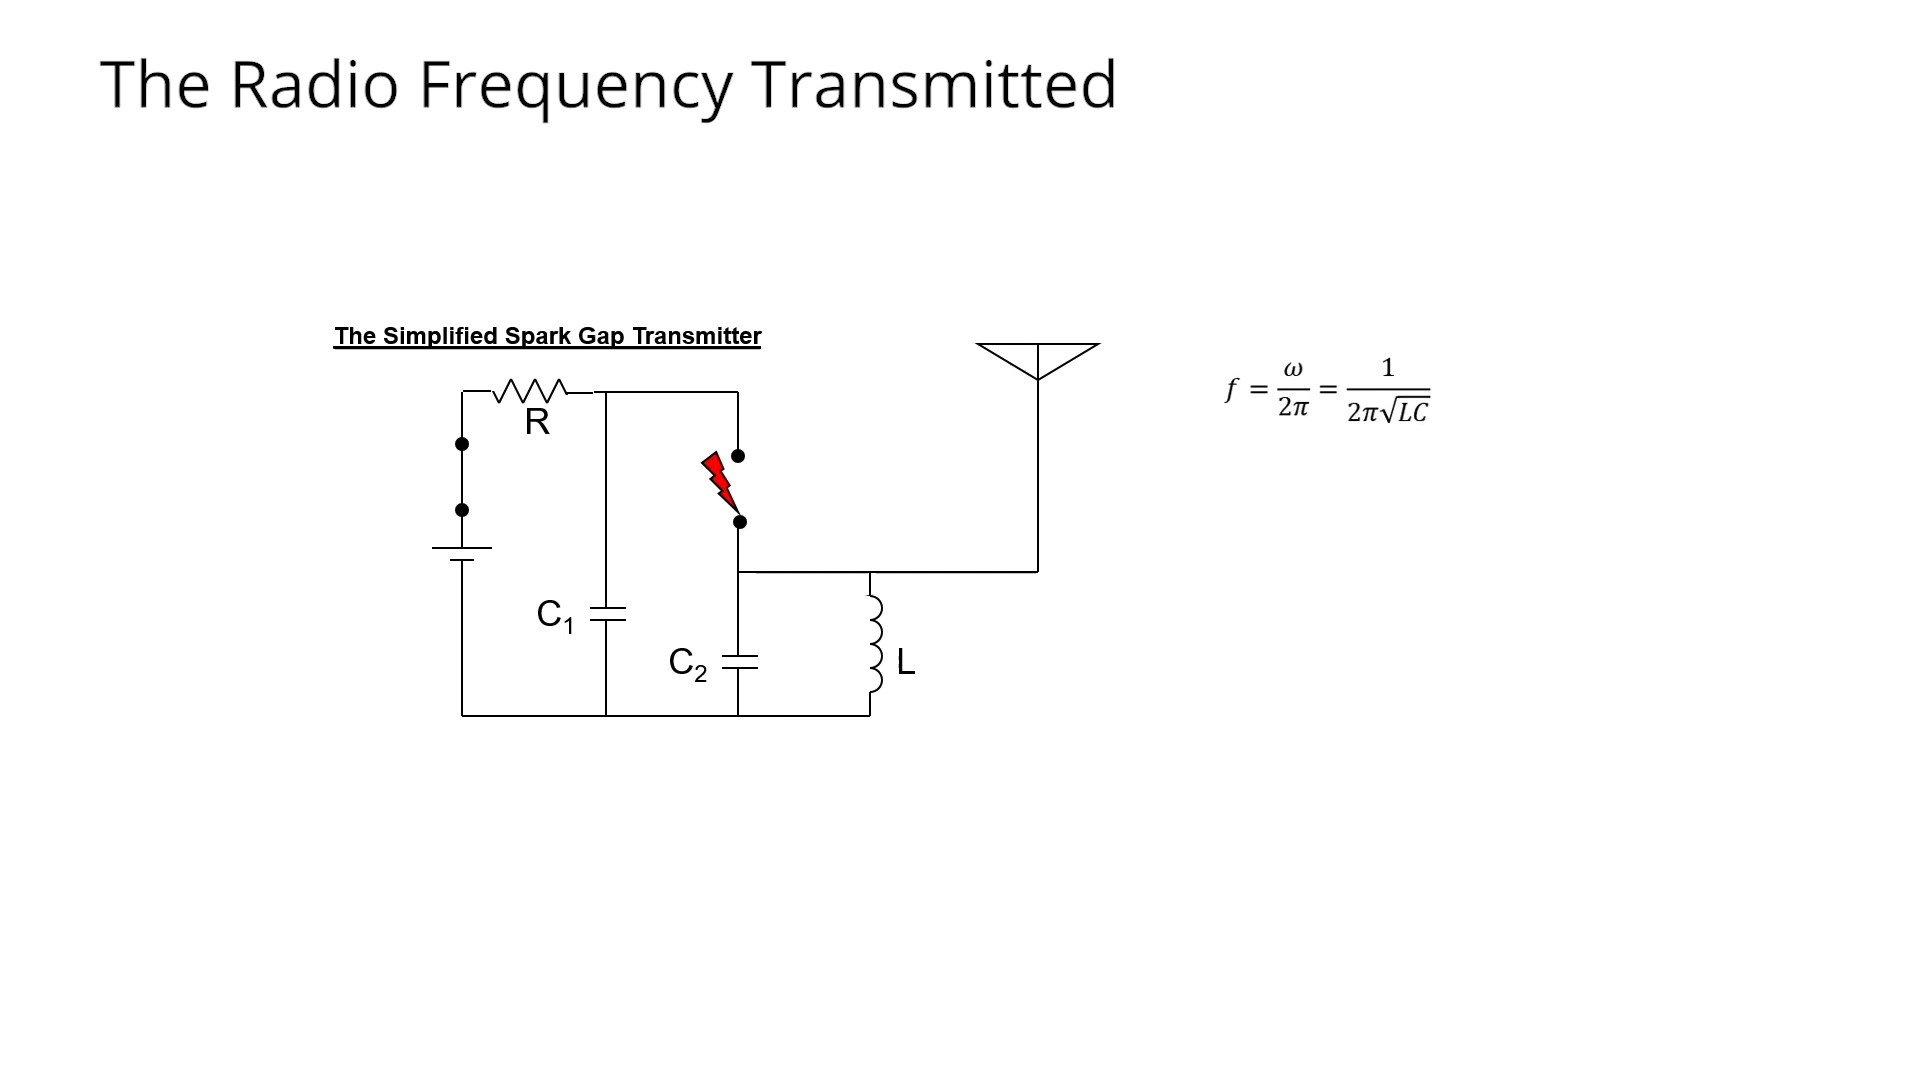 The Radio Frequency Transmitted
The Simplified Spark Gap Transmitter
R
C₁
C₂
L
f = ω/2π = 1/2π√LC